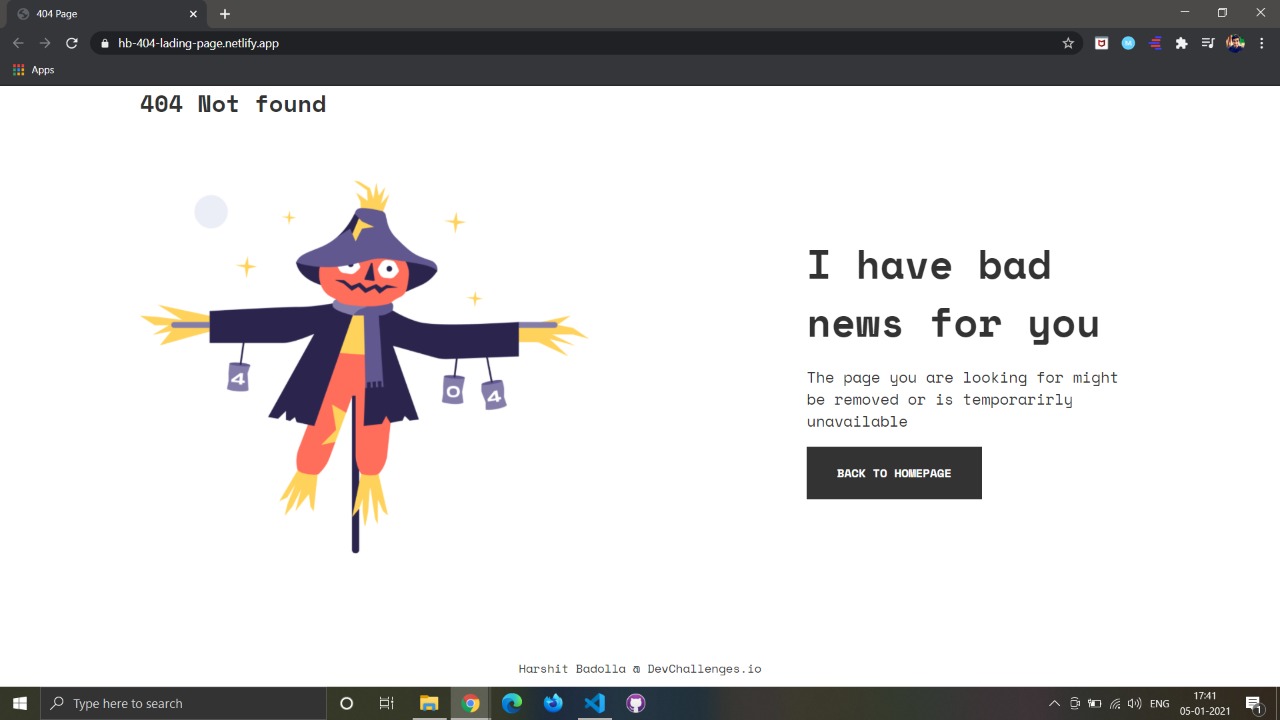 404 Page
hb-404-lading-page.netlify.app
Apps
404 Not found
4
0
4
I have bad
news for you
The page you are looking for might
be removed or is temporarirly
unavailable
BACK TO HOMEPAGE
Harshit Badolla @ DevChallenges.io
Type here to search
ENG
17:41
05-01-2021
1